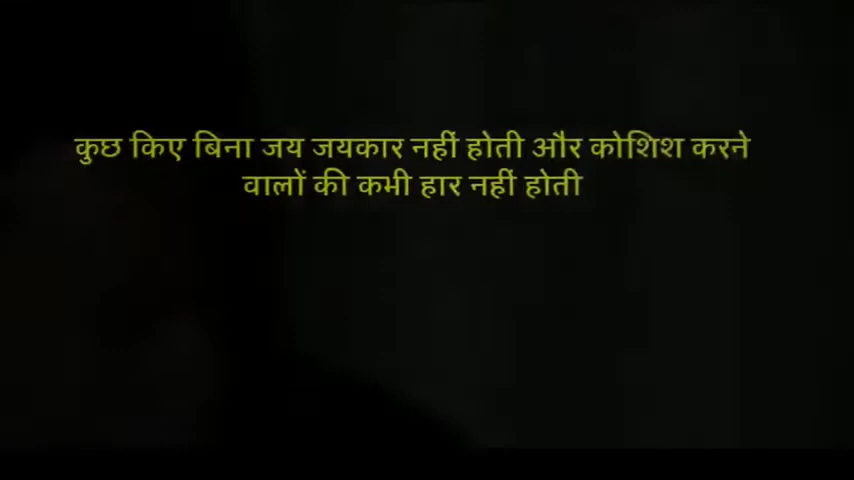 कुछ किए बिना जय जयकार नहीं होती और कोशिश करने
वालों की कभी हार नहीं होती